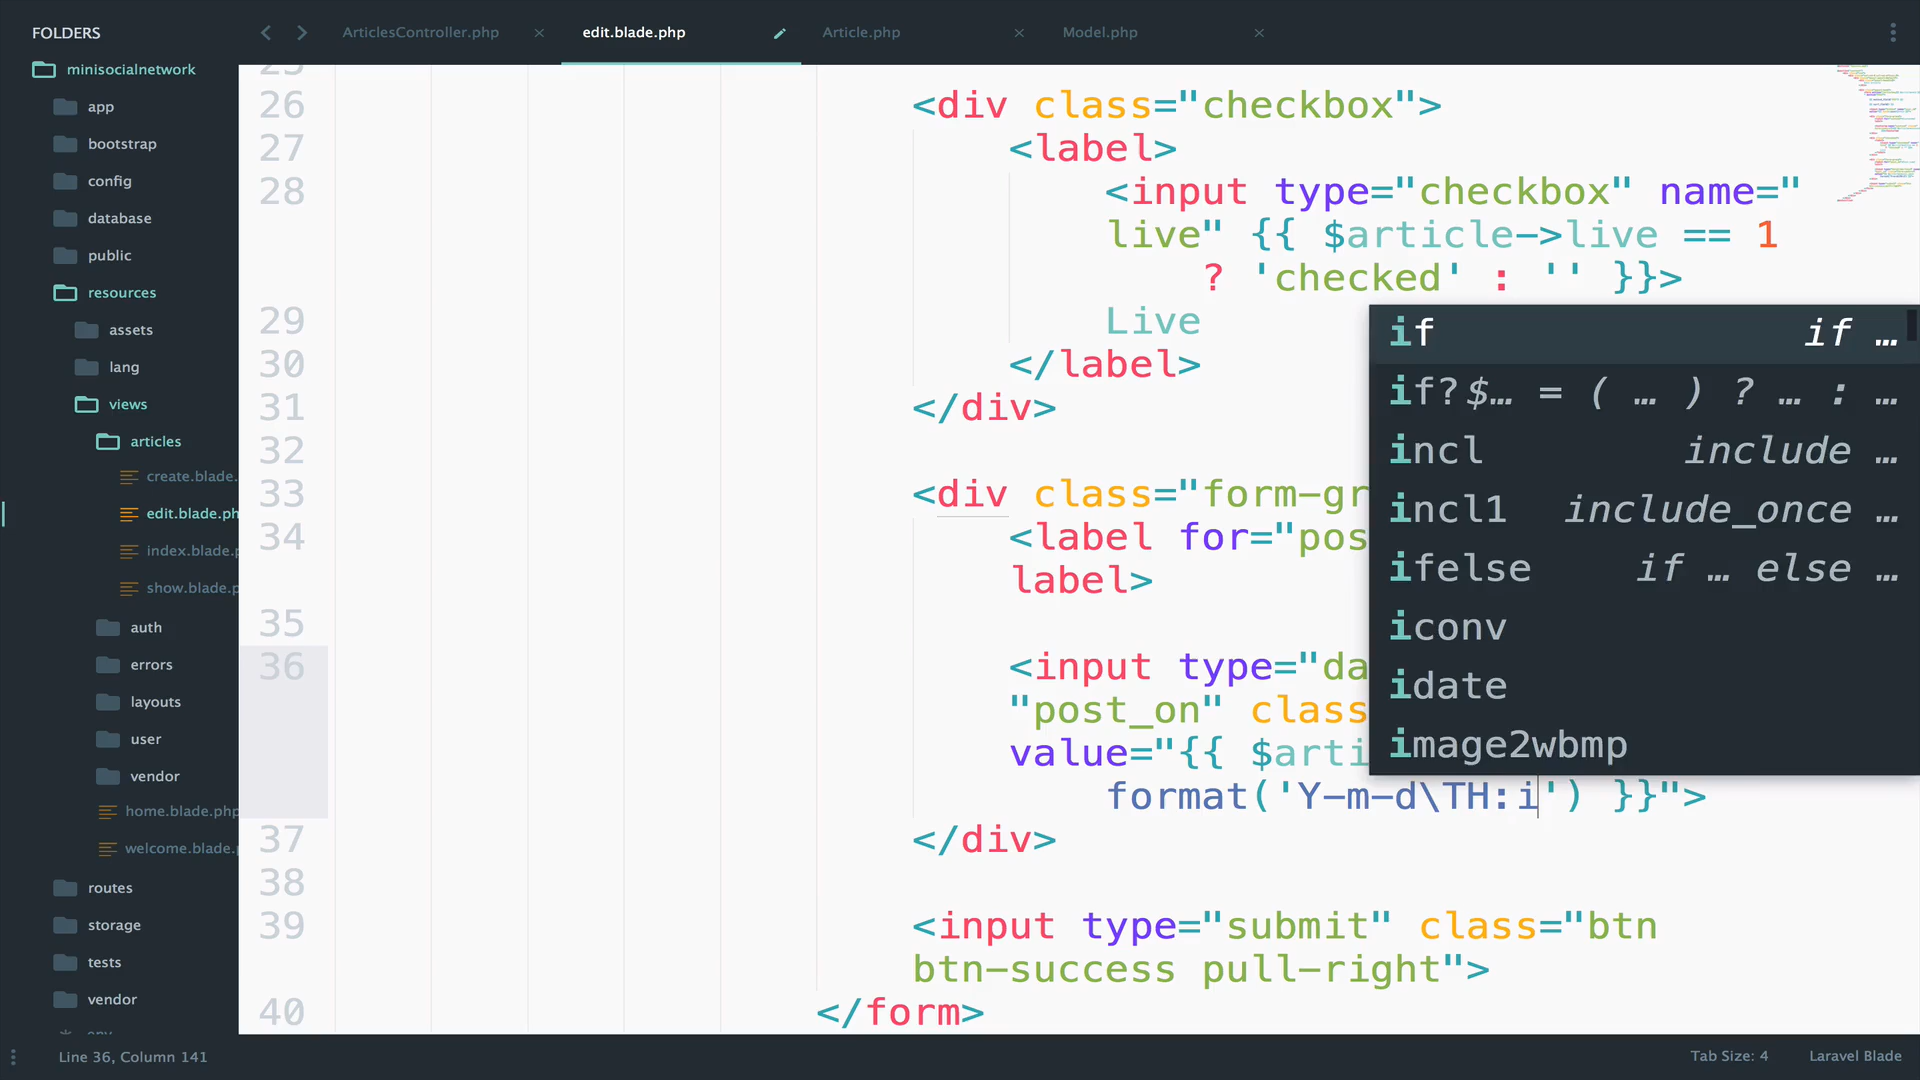 FOLDERS
minisocialnetwork
app
bootstrap
config
database
public
resources
assets
lang
views
articles
create.blade.
edit.blade.ph
index.blade.p
show.blade.p
auth
errors
layouts
user
vendor
home.blade.php
welcome.blade.p
routes
storage
tests
vendor
ArticlesController.php
edit.blade.php
Article.php
Model.php
25
26 <div class="checkbox">
27 <label>
28 <input type="checkbox" name="
live" {{ $article->live == 1
? 'checked' : '' }}>
29 Live
30 </label>
31 </div>
32
33 <div class="form-gr
34 <label for="pos
label>
35
36 <input type="da
"post_on" class
value="{{ $arti
format('Y-m-d\TH:i') }}">
37 </div>
38
39 <input type="submit" class="btn
btn-success pull-right">
40 </form>
if if …
if? $… = ( … ) ? … : …
incl include …
incl1 include_once …
ifelse if … else …
iconv
idate
image2wbmp
Line 36, Column 141
Tab Size: 4
Laravel Blade